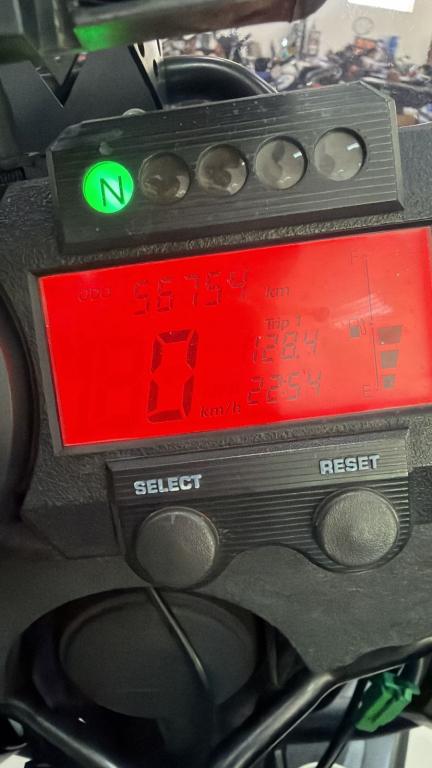 N
ODO 56754 km
F
Trip 1
128.4
0 km/h 22:54
E
SELECT RESET